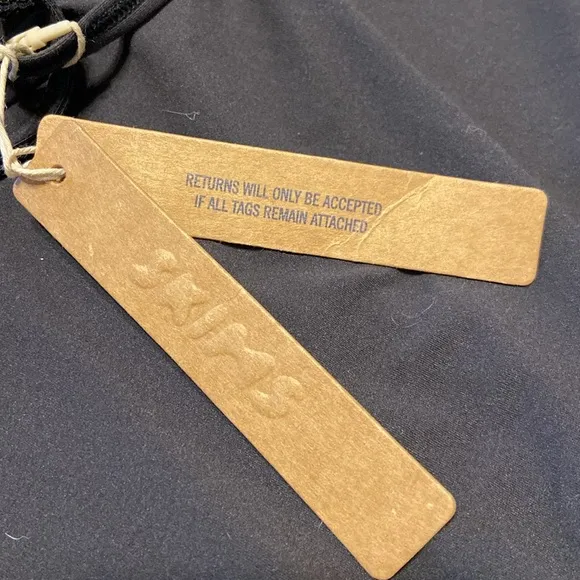 RETURNS WILL ONLY BE ACCEPTED
IF ALL TAGS REMAIN ATTACHED
SKIMS